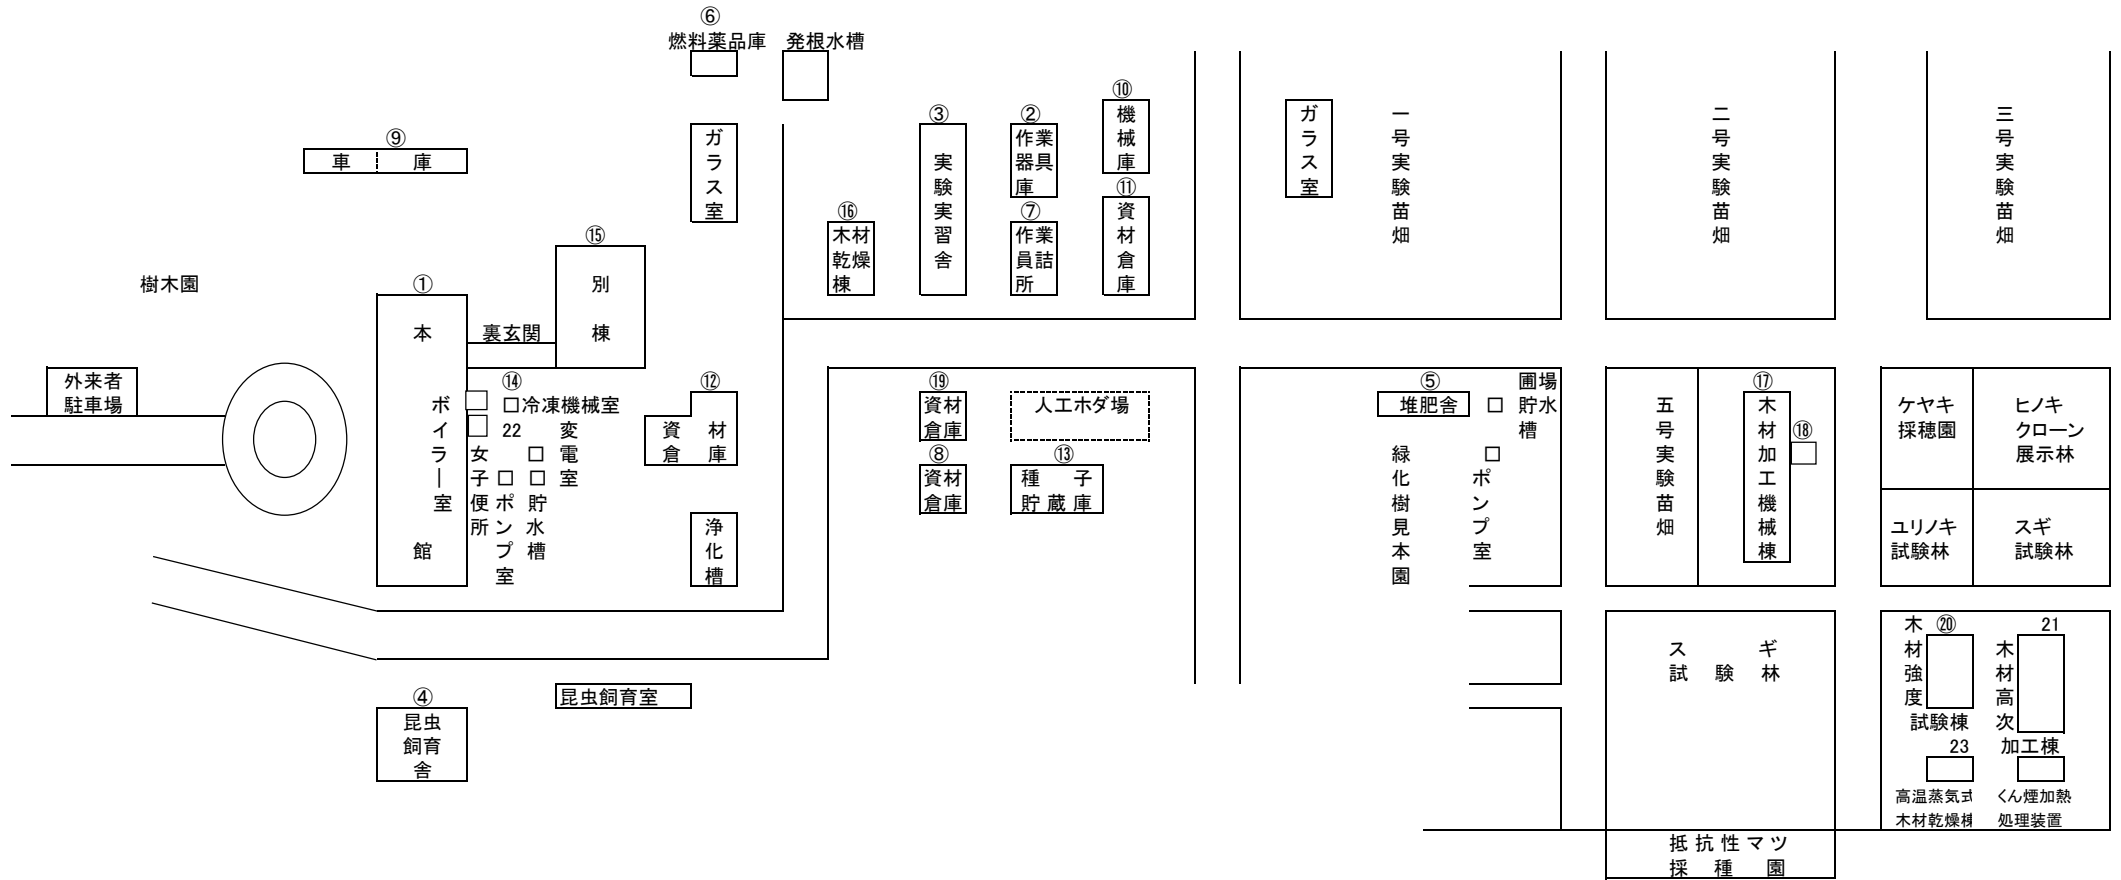 ⑥
燃料薬品庫
発根水槽
⑨
車庫
ガラス室
③
実験実習舎
②
作業
器具
庫
⑩
機械庫
⑪
資材倉庫
⑦
作業
員詰
所
⑯
木材
乾燥
棟
ガラス室
一号実験苗畑
二号実験苗畑
三号実験苗畑
樹木園
①
本館
裏玄関
⑮
別棟
外来者
駐車場
ボイラー室
女子便所
⑭
冷凍機械室
22
変電室
ポンプ室
貯水槽
⑫
資材
倉庫
浄化槽
⑲
資材
倉庫
⑧
資材
倉庫
人工ホダ場
⑬
種子
貯蔵庫
⑤
堆肥舎
圃場
貯水
槽
緑化樹見本園
ポンプ室
五号実験苗畑
⑰
木材加工機械棟
⑱
ケヤキ
採穂園
ヒノキ
クローン
展示林
ユリノキ
試験林
スギ
試験林
④
昆虫
飼育
舎
昆虫飼育室
スギ
試験林
抵抗性マツ
採種園
⑳
木材強度
試験棟
21
木材高次
加工棟
23
高温蒸気式
木材乾燥棟
くん煙加熱
処理装置